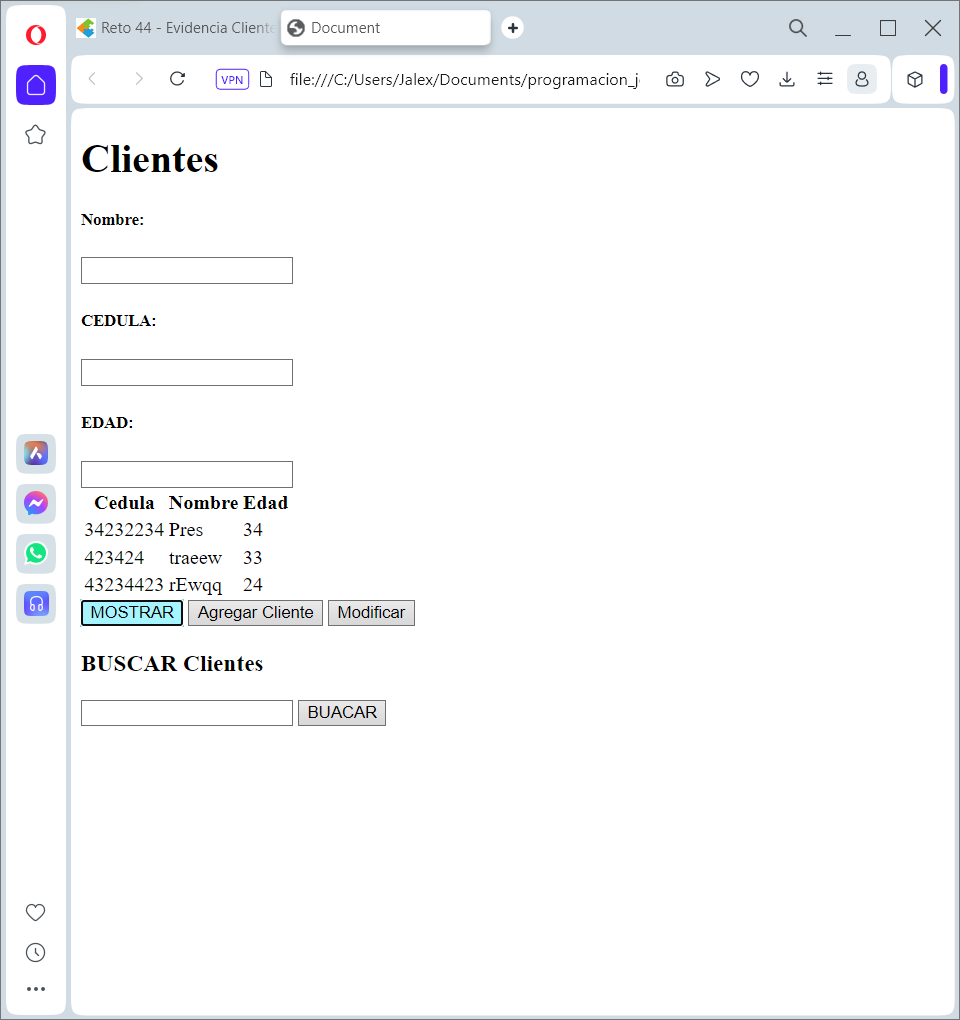 Reto 44 - Evidencia Cliente
Document
VPN
file:///C:/Users/Jalex/Documents/programacion_j
Clientes
Nombre:
CEDULA:
EDAD:
Cedula Nombre Edad
34232234 Pres 34
423424 traeew 33
43234423 rEwqq 24
MOSTRAR Agregar Cliente Modificar
BUSCAR Clientes
BUACAR